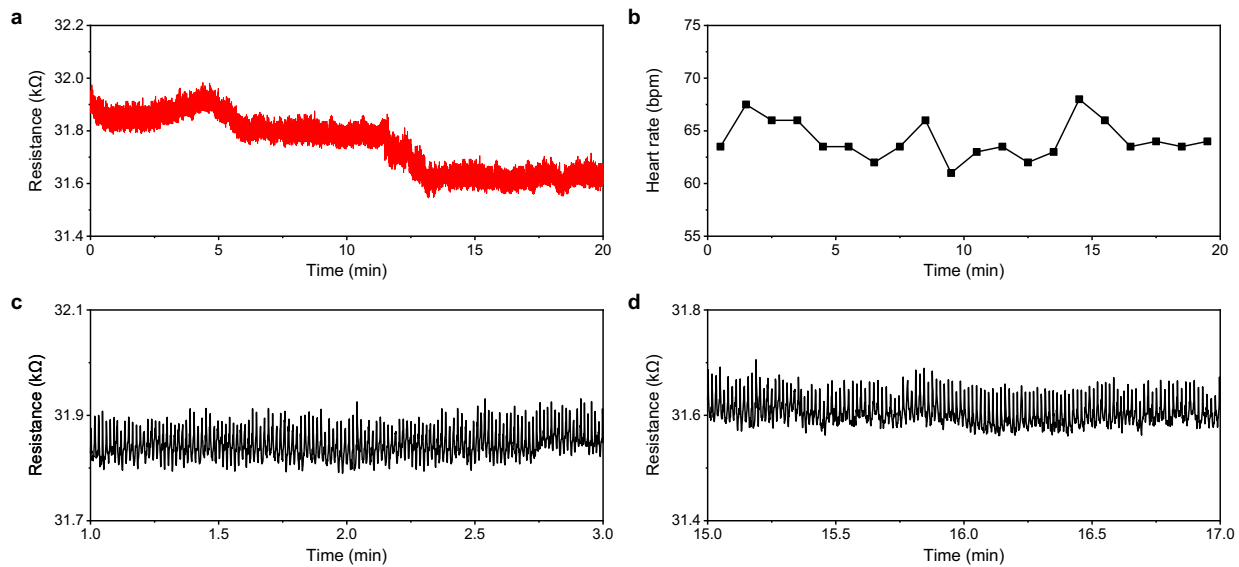 a
32.2
32.0
31.8
31.6
31.4
Resistance (kΩ)
0 5 10 15 20
Time (min)
b
75
70
65
60
55
Heart rate (bpm)
0 5 10 15 20
Time (min)
c
32.1
31.9
31.7
Resistance (kΩ)
1.0 1.5 2.0 2.5 3.0
Time (min)
d
31.8
31.6
31.4
Resistance (kΩ)
15.0 15.5 16.0 16.5 17.0
Time (min)